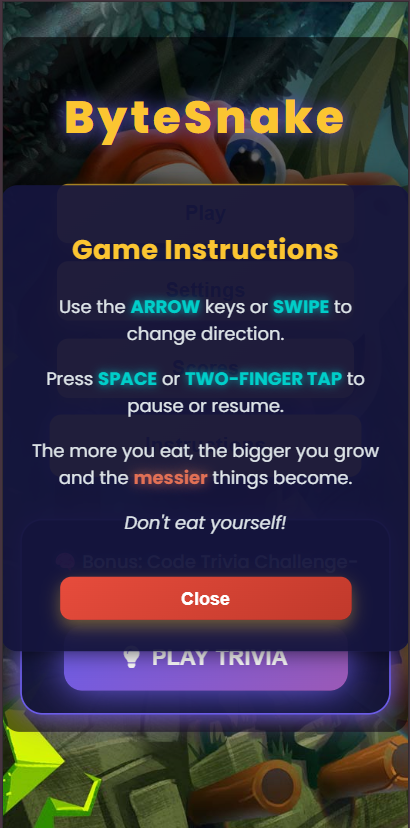 ByteSnake
Play
Game Instructions
Settings
Use the ARROW keys or SWIPE to
change direction.
Press SPACE or TWO-FINGER TAP to
pause or resume.
The more you eat, the bigger you grow
and the messier things become.
Don't eat yourself!
Bonus: Code Trivia Challenge
Close
PLAY TRIVIA